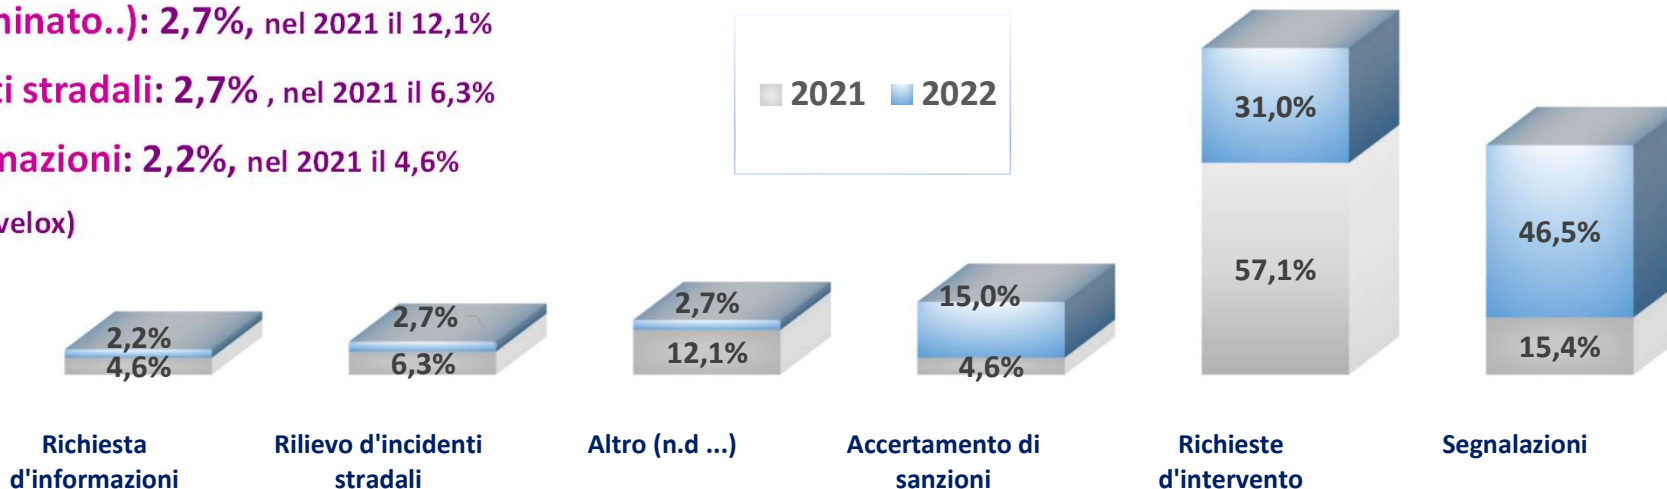 minato..): 2,7%, nel 2021 il 12,1%
ti stradali: 2,7% , nel 2021 il 6,3%
mazioni: 2,2%, nel 2021 il 4,6%
velox)
2021 2022
2,2%
4,6%
2,7%
6,3%
2,7%
12,1%
15,0%
4,6%
31,0%
57,1%
46,5%
15,4%
Richiesta
d'informazioni
Rilievo d'incidenti
stradali
Altro (n.d ...)
Accertamento di
sanzioni
Richieste
d'intervento
Segnalazioni